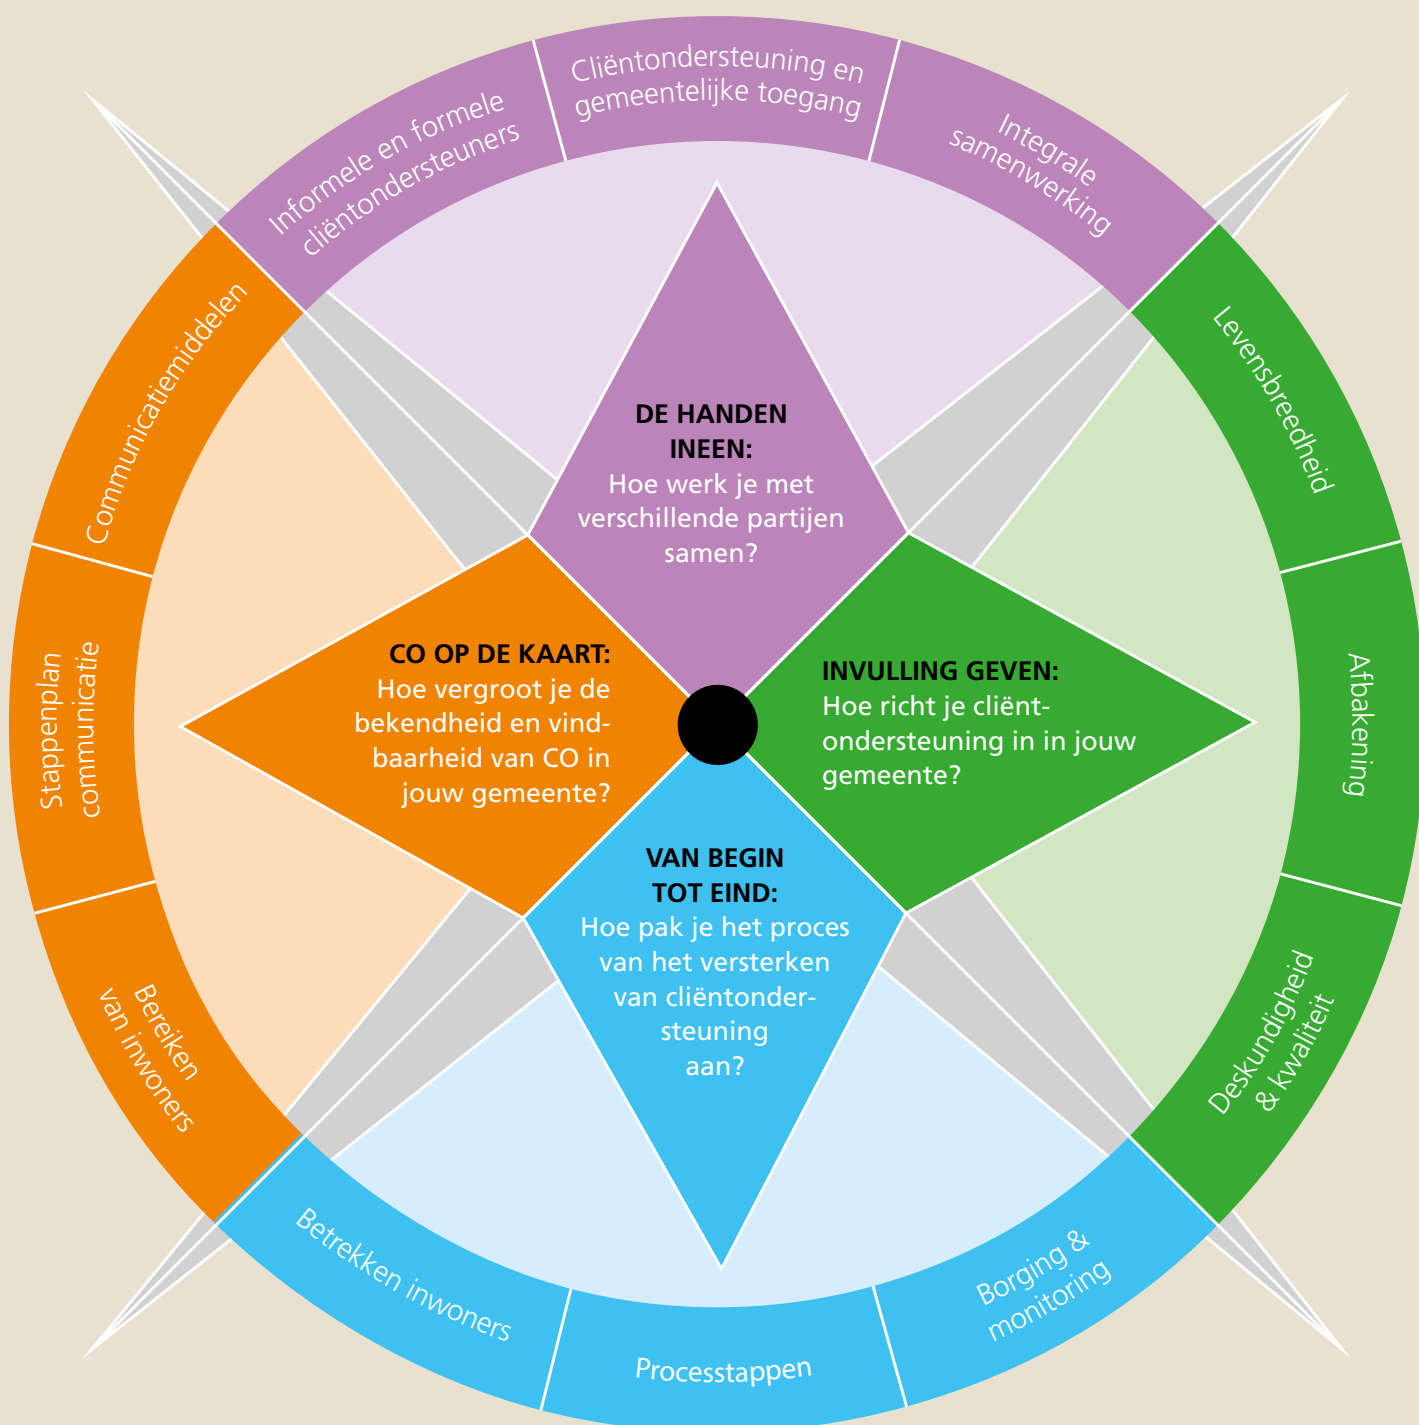 Cliëntondersteuning en
gemeentelijke toegang
Integrale
samenwerking
Levensbreedheid
Afbakening
Deskundigheid
& kwaliteit
Borging &
monitoring
Processtappen
Betrekken inwoners
Bereiken
van inwoners
Stappenplan
communicatie
Communicatiemiddelen
Informele en formele
cliëntondersteuners
DE HANDEN
INEEN:
Hoe werk je met
verschillende partijen
samen?
INVULLING GEVEN:
Hoe richt je cliënt-
ondersteuning in in jouw
gemeente?
VAN BEGIN
TOT EIND:
Hoe pak je het proces
van het versterken
van cliëntonder-
steuning
aan?
CO OP DE KAART:
Hoe vergroot je de
bekendheid en vind-
baarheid van CO in
jouw gemeente?